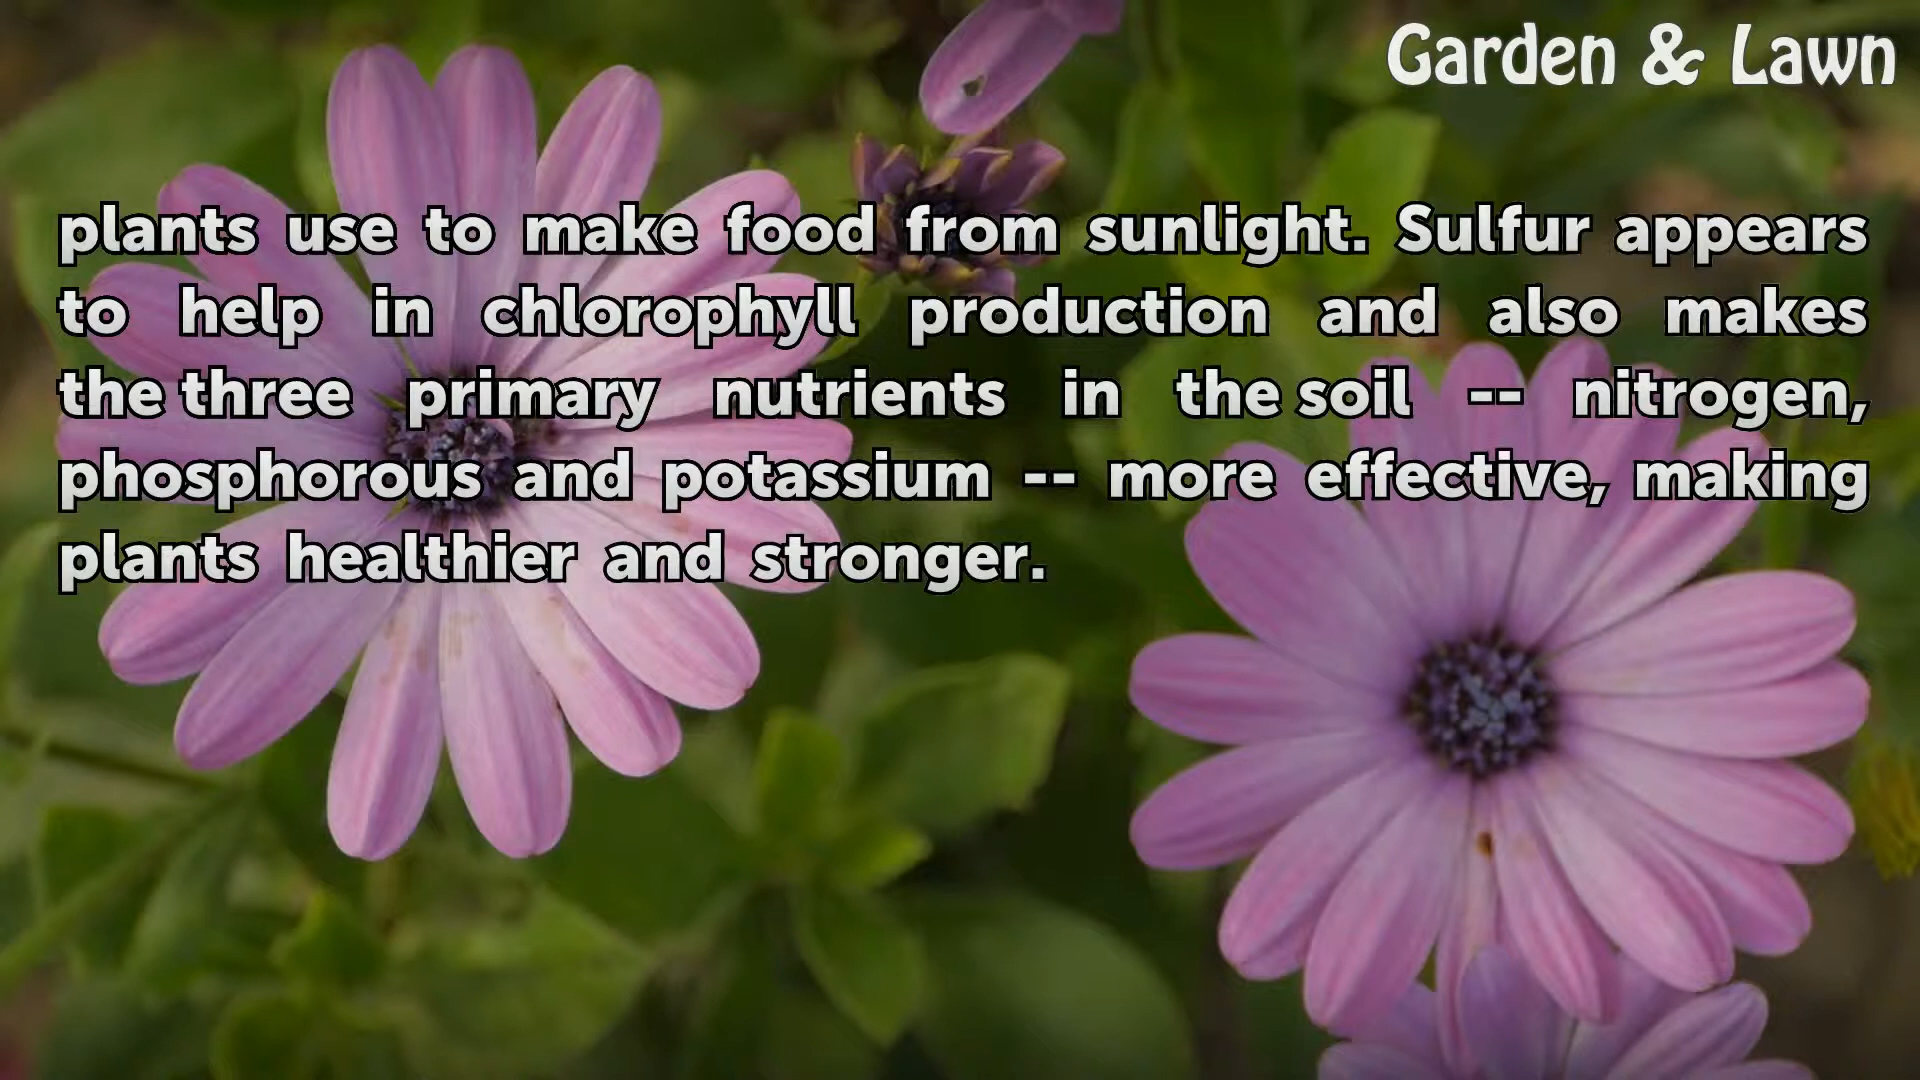 Garden & Lawn
plants use to make food from sunlight. Sulfur appears
to help in chlorophyll production and also makes
the three primary nutrients in the soil -- nitrogen,
phosphorous and potassium -- more effective, making
plants healthier and stronger.